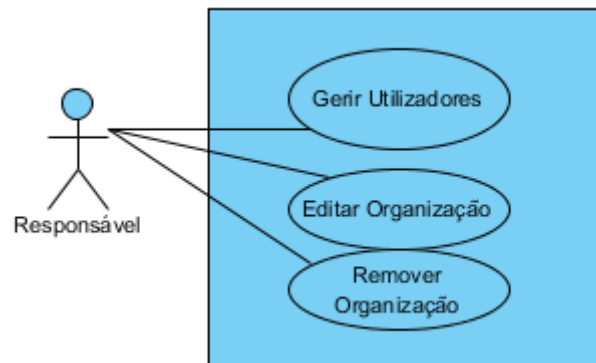 Gerir Utilizadores
Responsável
Editar Organização
Remover
Organização